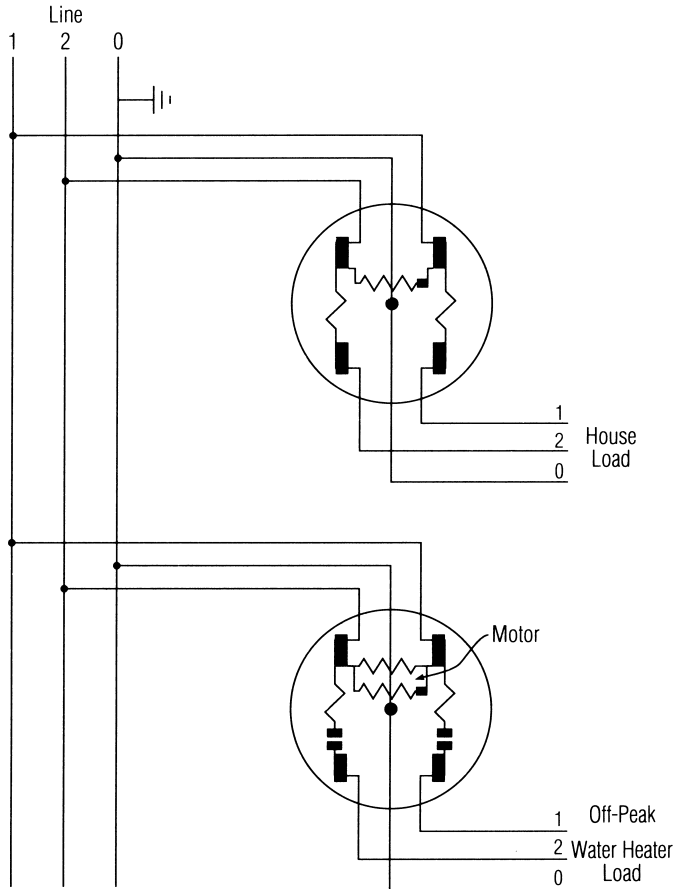 Line
1 2 0
1
2 House
Load
0
Motor
1 Off-Peak
2 Water Heater
Load
0